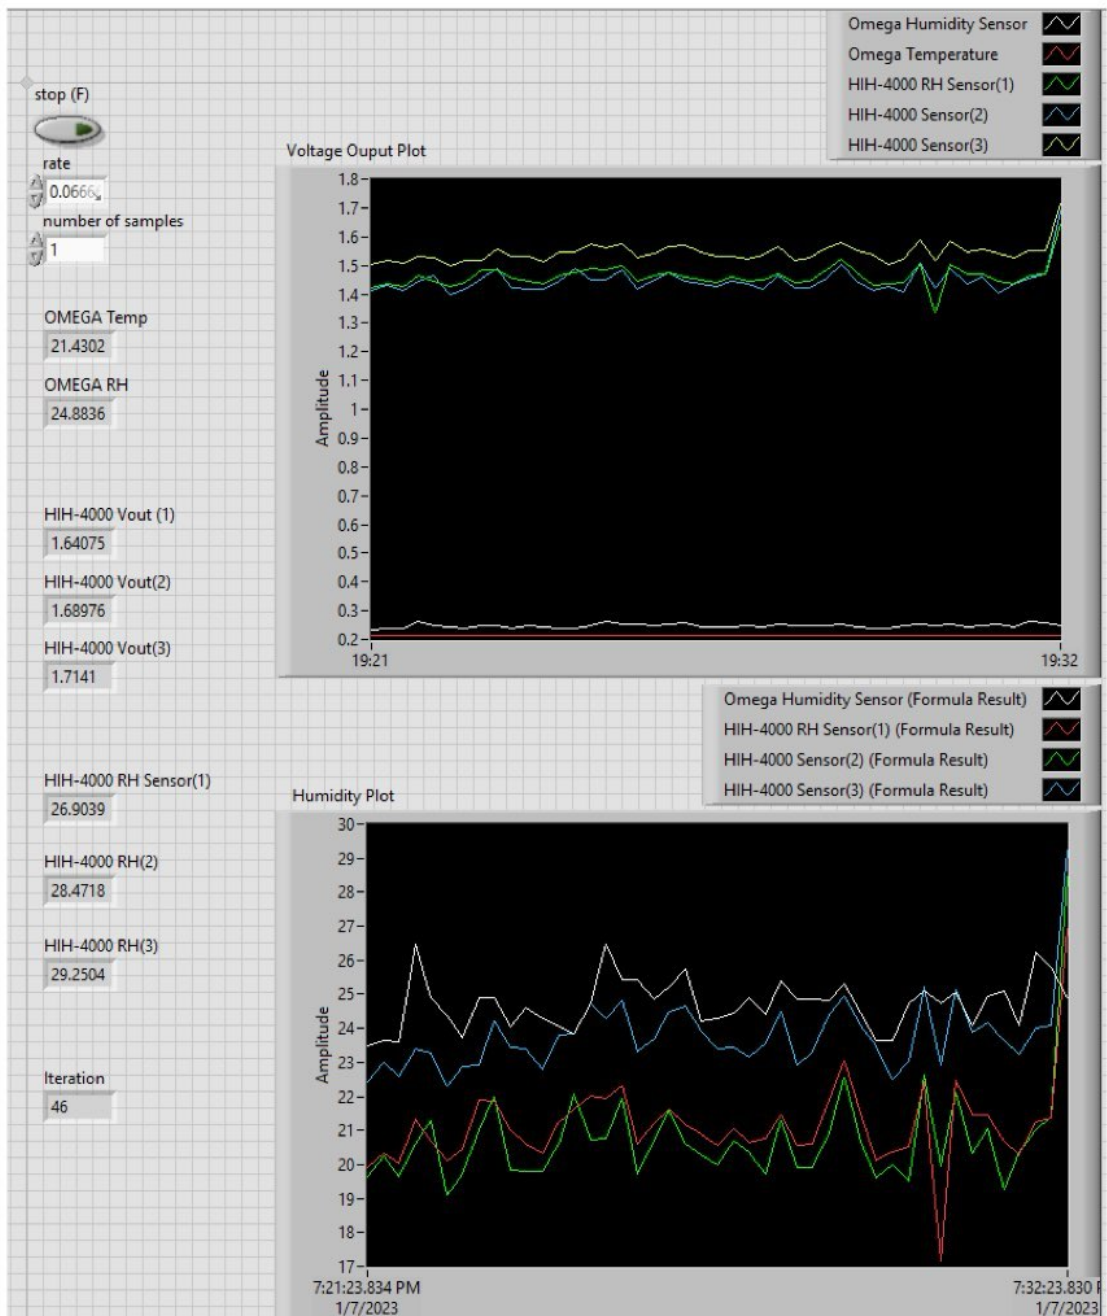 Omega Humidity Sensor
Omega Temperature
HIH-4000 RH Sensor(1)
HIH-4000 Sensor(2)
HIH-4000 Sensor(3)
stop (F)
rate
0.0666
number of samples
1
OMEGA Temp
21.4302
OMEGA RH
24.8836
HIH-4000 Vout (1)
1.64075
HIH-4000 Vout(2)
1.68976
HIH-4000 Vout(3)
1.7141
HIH-4000 RH Sensor(1)
26.9039
HIH-4000 RH(2)
28.4718
HIH-4000 RH(3)
29.2504
Iteration
46
Voltage Ouput Plot
Amplitude
1.8
1.7
1.6
1.5
1.4
1.3
1.2
1.1
1
0.9
0.8
0.7
0.6
0.5
0.4
0.3
0.2
19:21 19:32
Omega Humidity Sensor (Formula Result)
HIH-4000 RH Sensor(1) (Formula Result)
HIH-4000 Sensor(2) (Formula Result)
HIH-4000 Sensor(3) (Formula Result)
Humidity Plot
Amplitude
30
29
28
27
26
25
24
23
22
21
20
19
18
17
7:21:23.834 PM 7:32:23.830
1/7/2023 1/7/2023